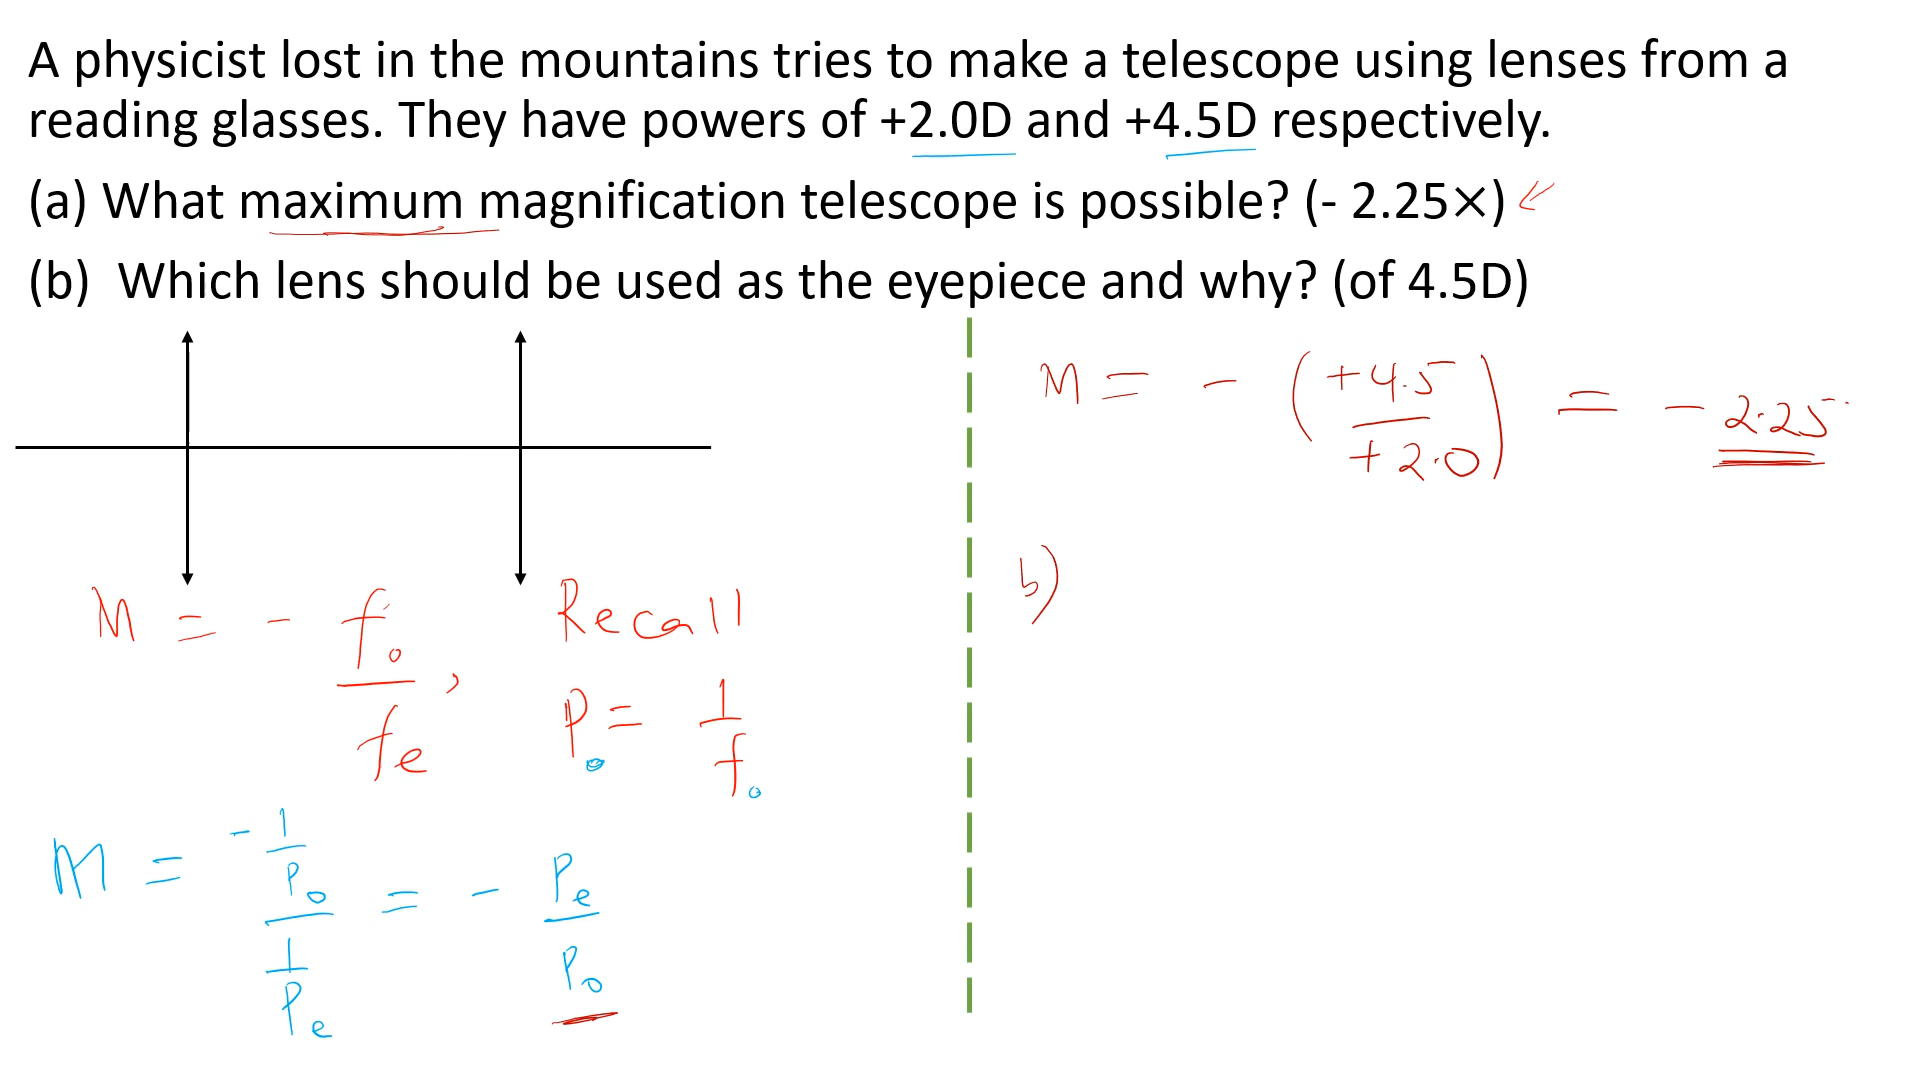 A physicist lost in the mountains tries to make a telescope using lenses from a
reading glasses. They have powers of +2.0D and +4.5D respectively.
(a) What maximum magnification telescope is possible? (- 2.25×)
(b) Which lens should be used as the eyepiece and why? (of 4.5D)
M = - fo / fe , Recall
Po = 1 / fo
M = - 1/Po / 1/Pe = - Pe / Po
M = - (+4.5 / +2.0) = - 2.25
b)